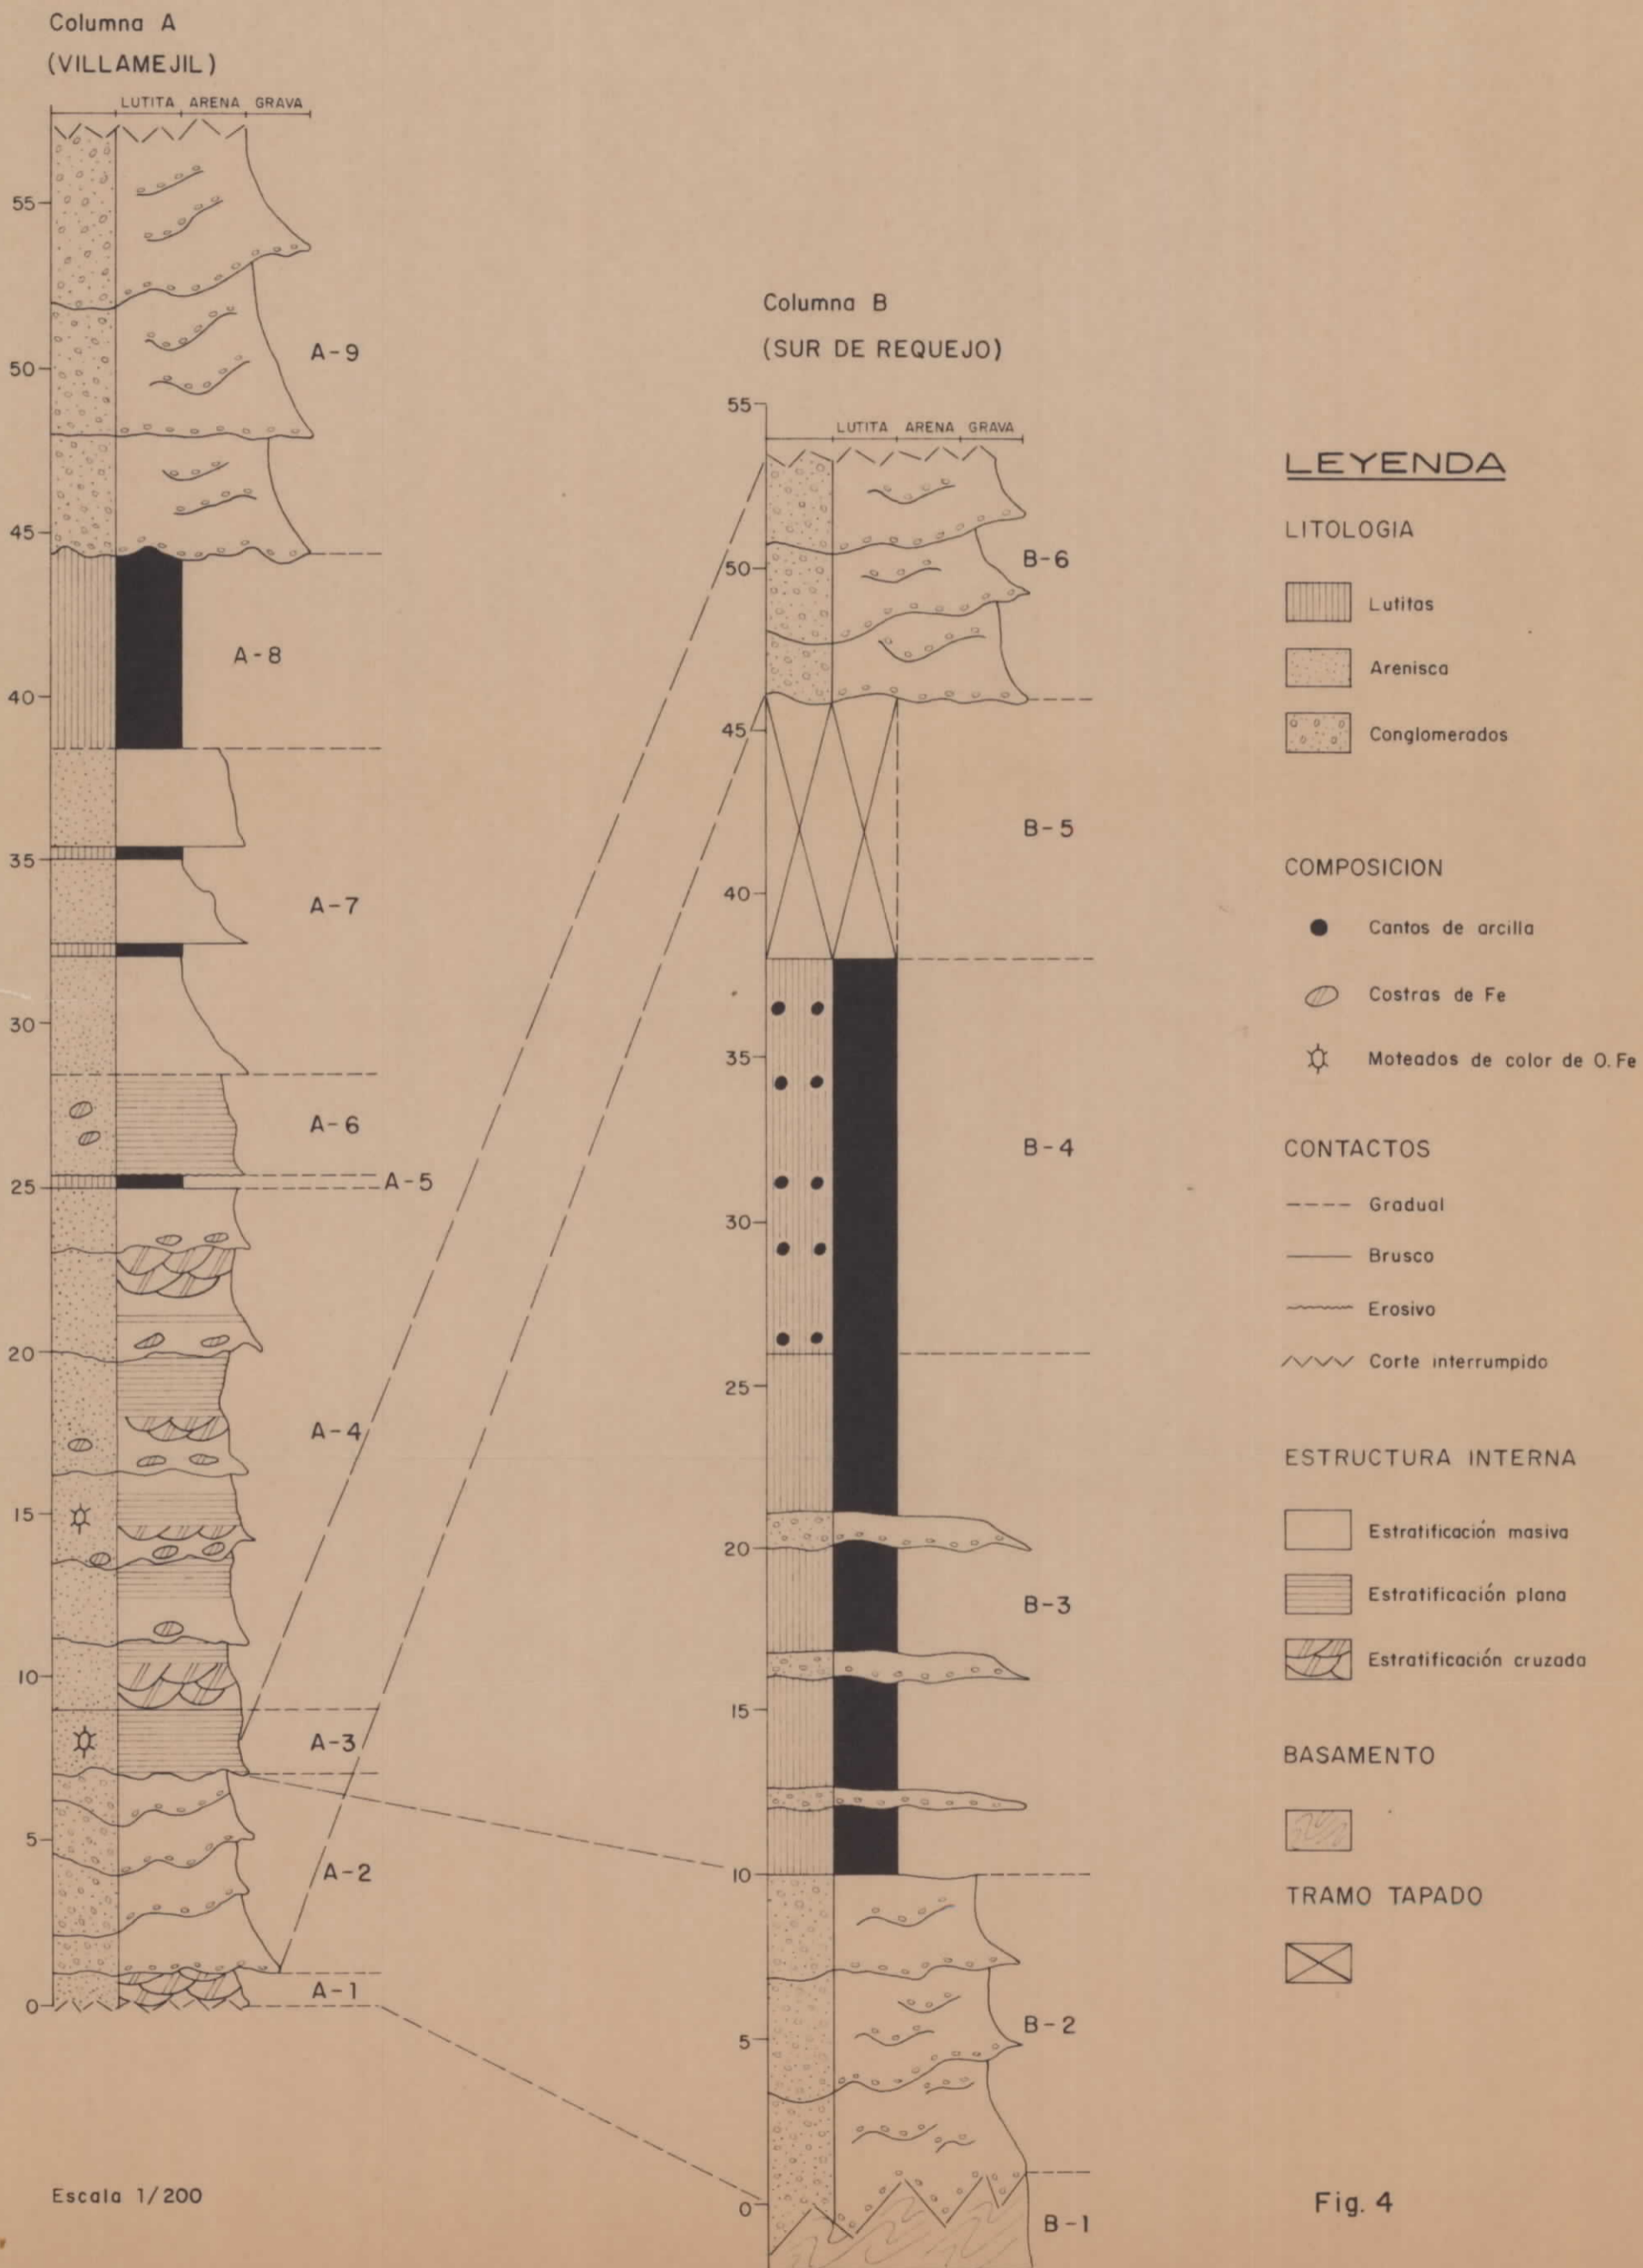 Columna A
(VILLAMEJIL)
LUTITA ARENA GRAVA
55
50
45
40
35
30
25
20
15
10
5
0
A-9
A-8
A-7
A-6
A-5
A-4
A-3
A-2
A-1
Escala 1/200
Columna B
(SUR DE REQUEJO)
55
LUTITA ARENA GRAVA
50
45
40
35
30
25
20
15
10
5
0
B-6
B-5
B-4
B-3
B-2
B-1
LEYENDA
LITOLOGIA
Lutitas
Arenisca
Conglomerados
COMPOSICION
Cantos de arcilla
Costras de Fe
Moteados de color de O.Fe
CONTACTOS
Gradual
Brusco
Erosivo
Corte interrumpido
ESTRUCTURA INTERNA
Estratificación masiva
Estratificación plana
Estratificación cruzada
BASAMENTO
TRAMO TAPADO
Fig. 4